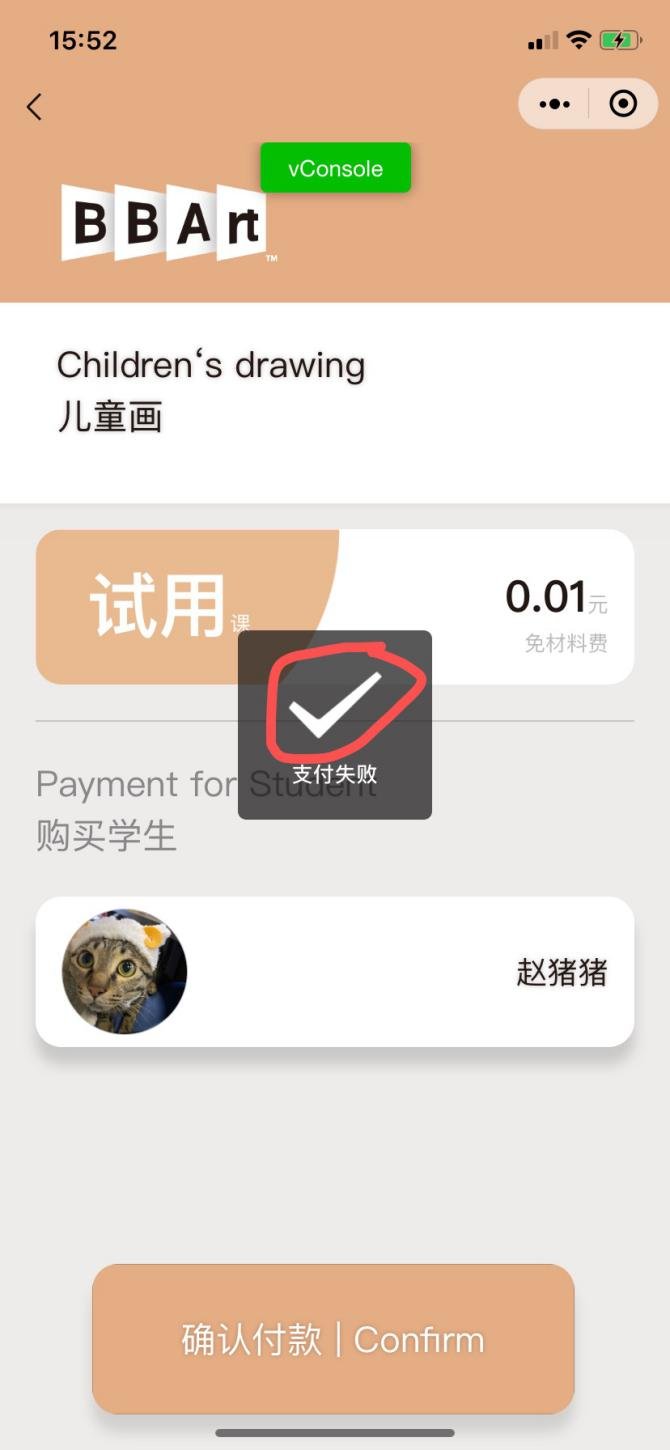 15:52
vConsole
BBArt
TM
Children‘s drawing
儿童画
试用课
0.01元
免材料费
支付失败
Payment for Student
购买学生
赵猪猪
确认付款 | Confirm